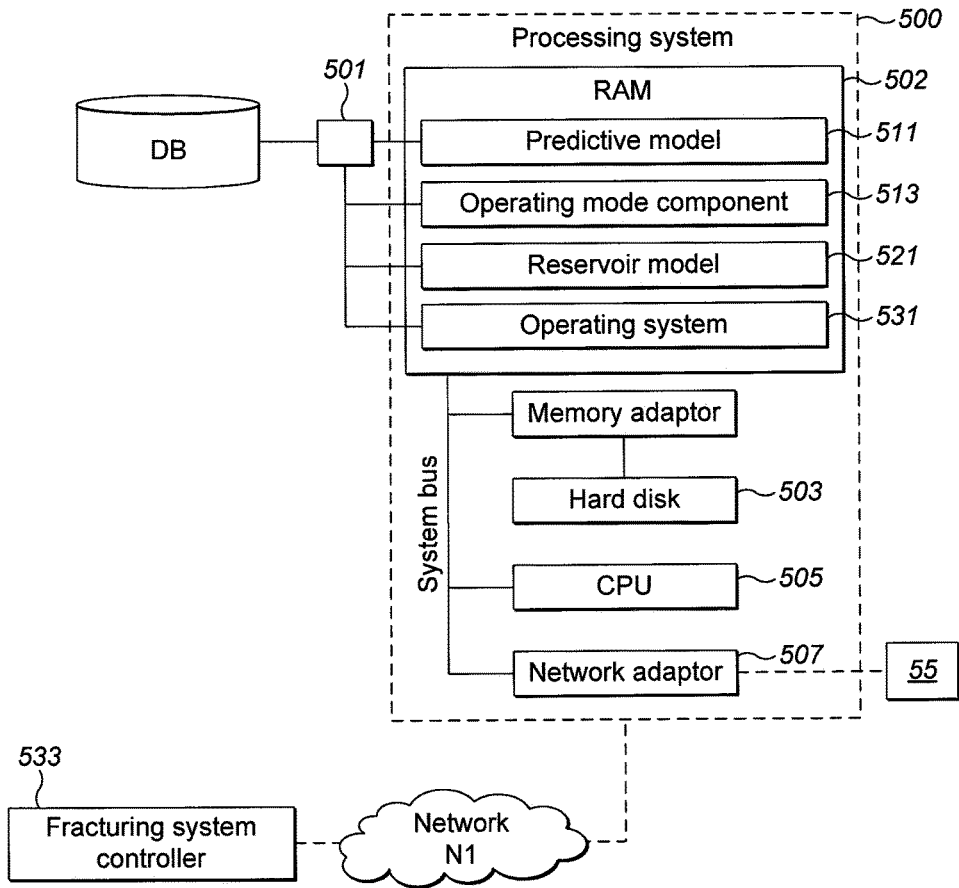 Processing system
500
501
502
RAM
DB
Predictive model
511
Operating mode component
513
Reservoir model
521
Operating system
531
System bus
Memory adaptor
Hard disk
503
CPU
505
Network adaptor
507
55
533
Fracturing system
controller
Network
N1